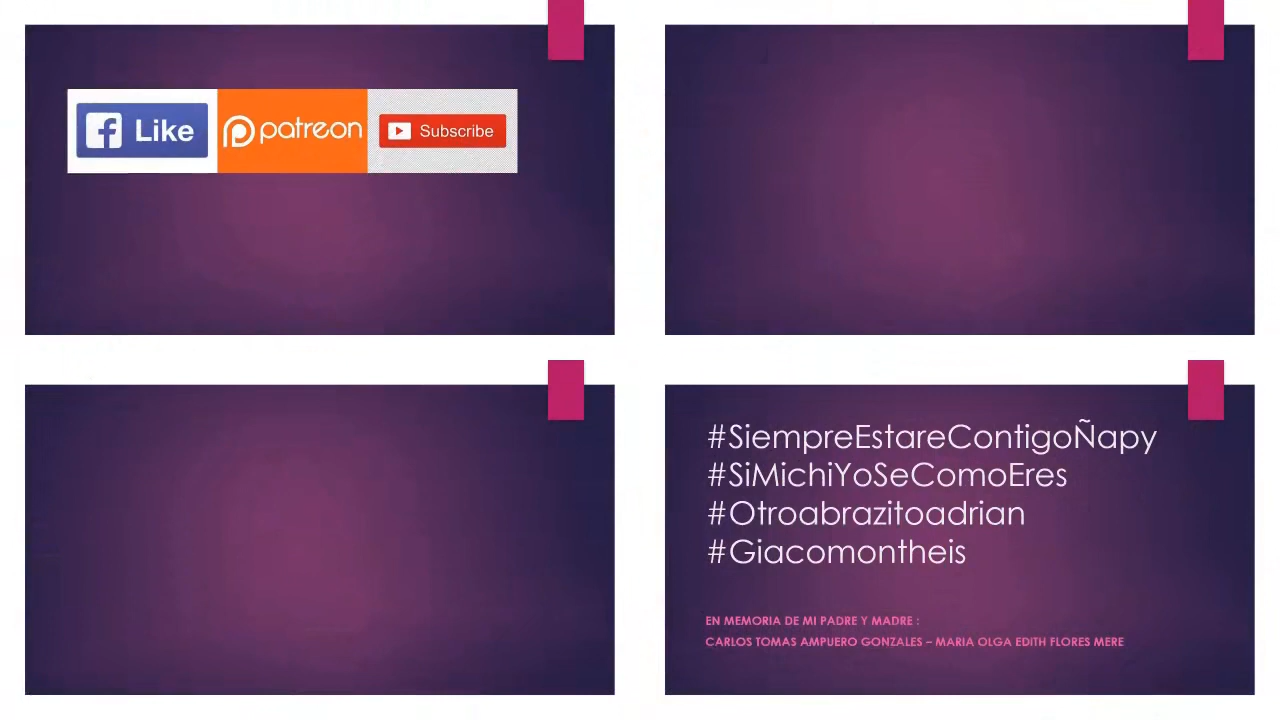 Like
patreon
Subscribe
#SiempreEstareContigoÑapy
#SiMichiYoSeComoEres
#Otroabrazitoadrian
#Giacomontheis
EN MEMORIA DE MI PADRE Y MADRE :
CARLOS TOMAS AMPUERO GONZALES – MARIA OLGA EDITH FLORES MERE